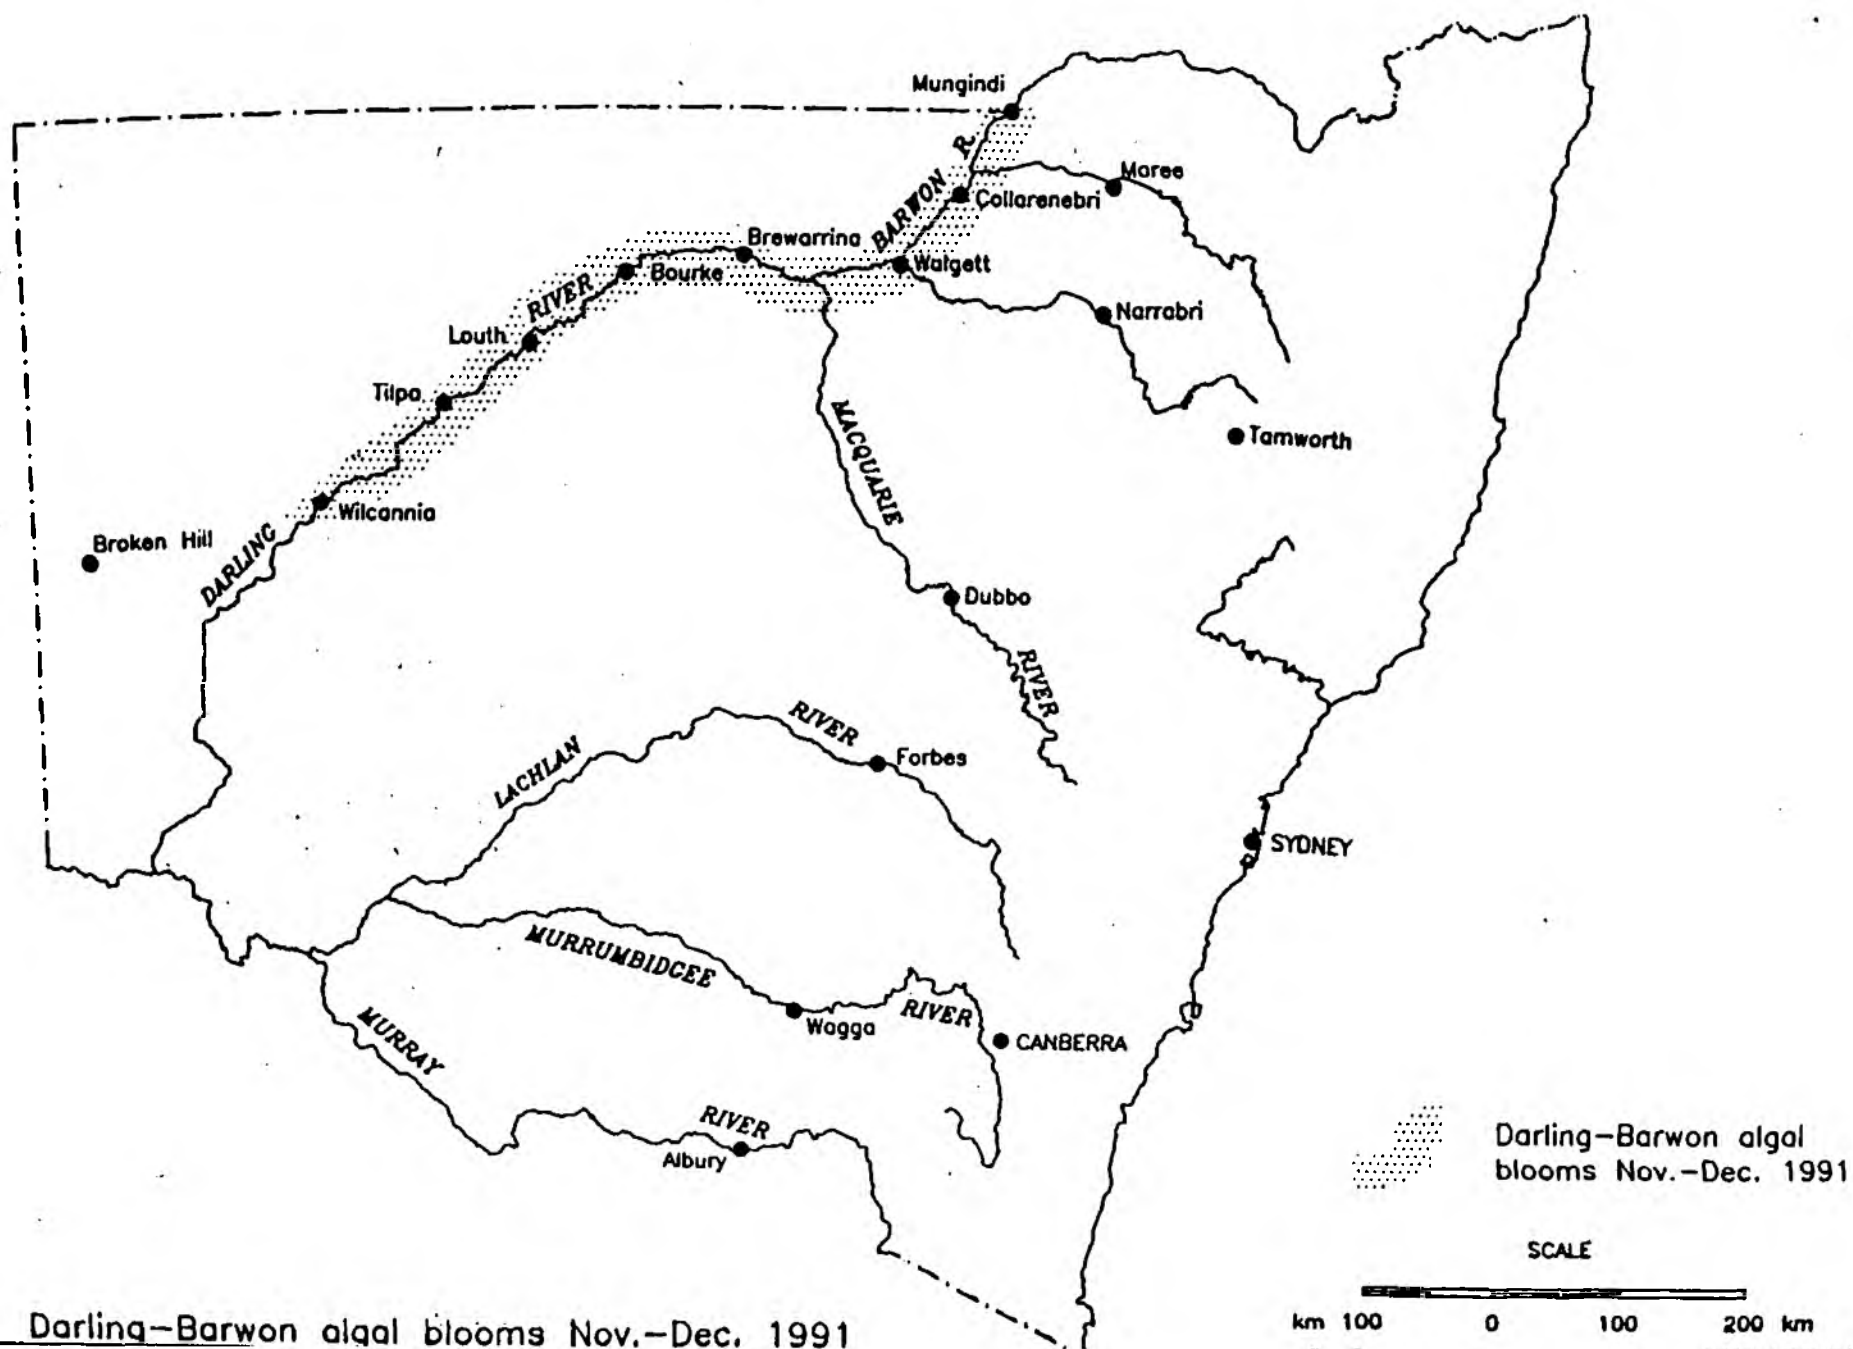 Mungindi
BARWON R.
Moree
Collarenebri
Brewarrina
Walgett
Bourke
DARLING RIVER
Narrabri
Louth
Tilpa
MACQUARIE RIVER
Tamworth
Wilcannia
Broken Hill
Dubbo
LACHLAN RIVER
Forbes
SYDNEY
MURRUMBIDGEE RIVER
Wagga
CANBERRA
MURRAY RIVER
Albury
Darling-Barwon algal
blooms Nov.-Dec. 1991
SCALE
km 100 0 100 200 km
Darling-Barwon algal blooms Nov.-Dec. 1991